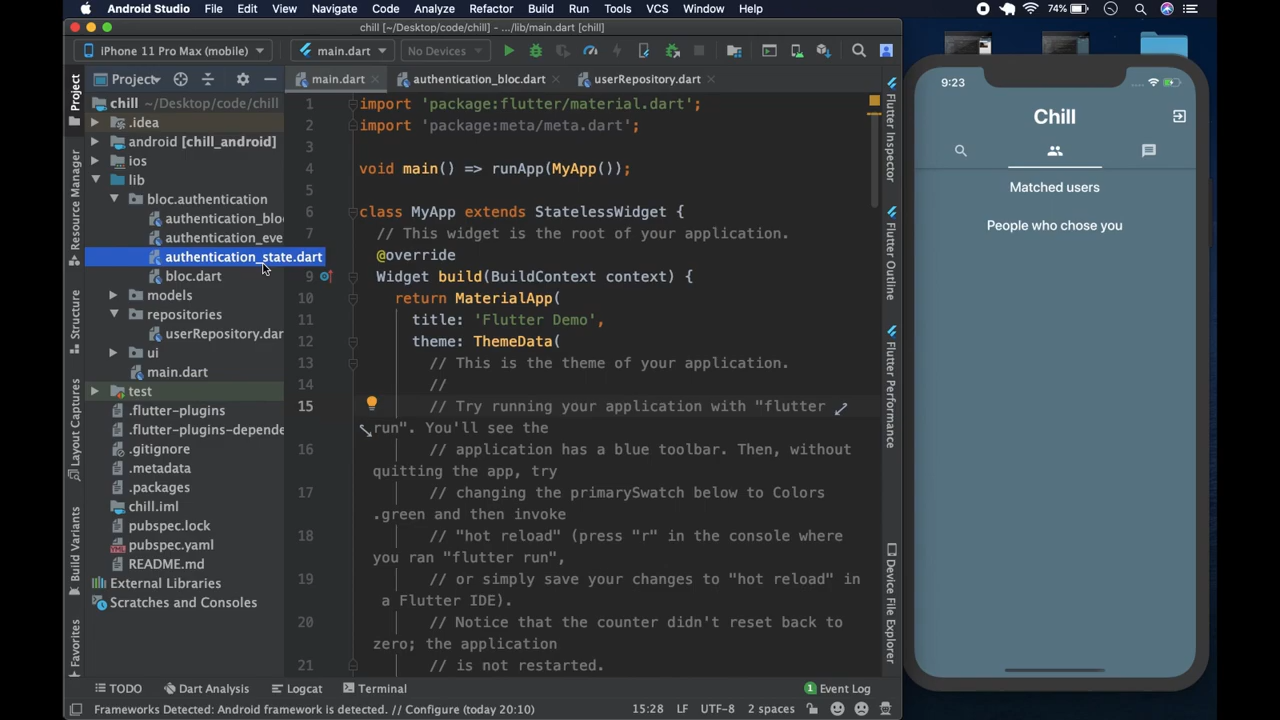 Android Studio File Edit View Navigate Code Analyze Refactor Build Run Tools VCS Window Help 74%
chill [~/Desktop/code/chill] - .../lib/main.dart [chill]
iPhone 11 Pro Max (mobile) main.dart No Devices
Project main.dart authentication_bloc.dart userRepository.dart
chill ~/Desktop/code/chill
.idea
android [chill_android]
ios
lib
bloc.authentication
authentication_blo
authentication_eve
authentication_state.dart
bloc.dart
models
repositories
userRepository.dar
ui
main.dart
test
.flutter-plugins
.flutter-plugins-depende
.gitignore
.metadata
.packages
chill.iml
pubspec.lock
pubspec.yaml
README.md
External Libraries
Scratches and Consoles
Project
Resource Manager
Structure
Layout Captures
Build Variants
Favorites
1 import 'package:flutter/material.dart';
2 import 'package:meta/meta.dart';
3
4 void main() => runApp(MyApp());
5
6 class MyApp extends StatelessWidget {
7 // This widget is the root of your application.
@override
9 Widget build(BuildContext context) {
10 return MaterialApp(
11 title: 'Flutter Demo',
12 theme: ThemeData(
13 // This is the theme of your application.
14 //
15 // Try running your application with "flutter
run". You'll see the
16 // application has a blue toolbar. Then, without
quitting the app, try
17 // changing the primarySwatch below to Colors
.green and then invoke
18 // "hot reload" (press "r" in the console where
you ran "flutter run",
19 // or simply save your changes to "hot reload" in
a Flutter IDE).
20 // Notice that the counter didn't reset back to
zero; the application
21 // is not restarted.
Flutter Inspector
Flutter Outline
Flutter Performance
Device File Explorer
TODO Dart Analysis Logcat Terminal 1 Event Log
Frameworks Detected: Android framework is detected. // Configure (today 20:10) 15:28 LF UTF-8 2 spaces
9:23
Chill
Matched users
People who chose you